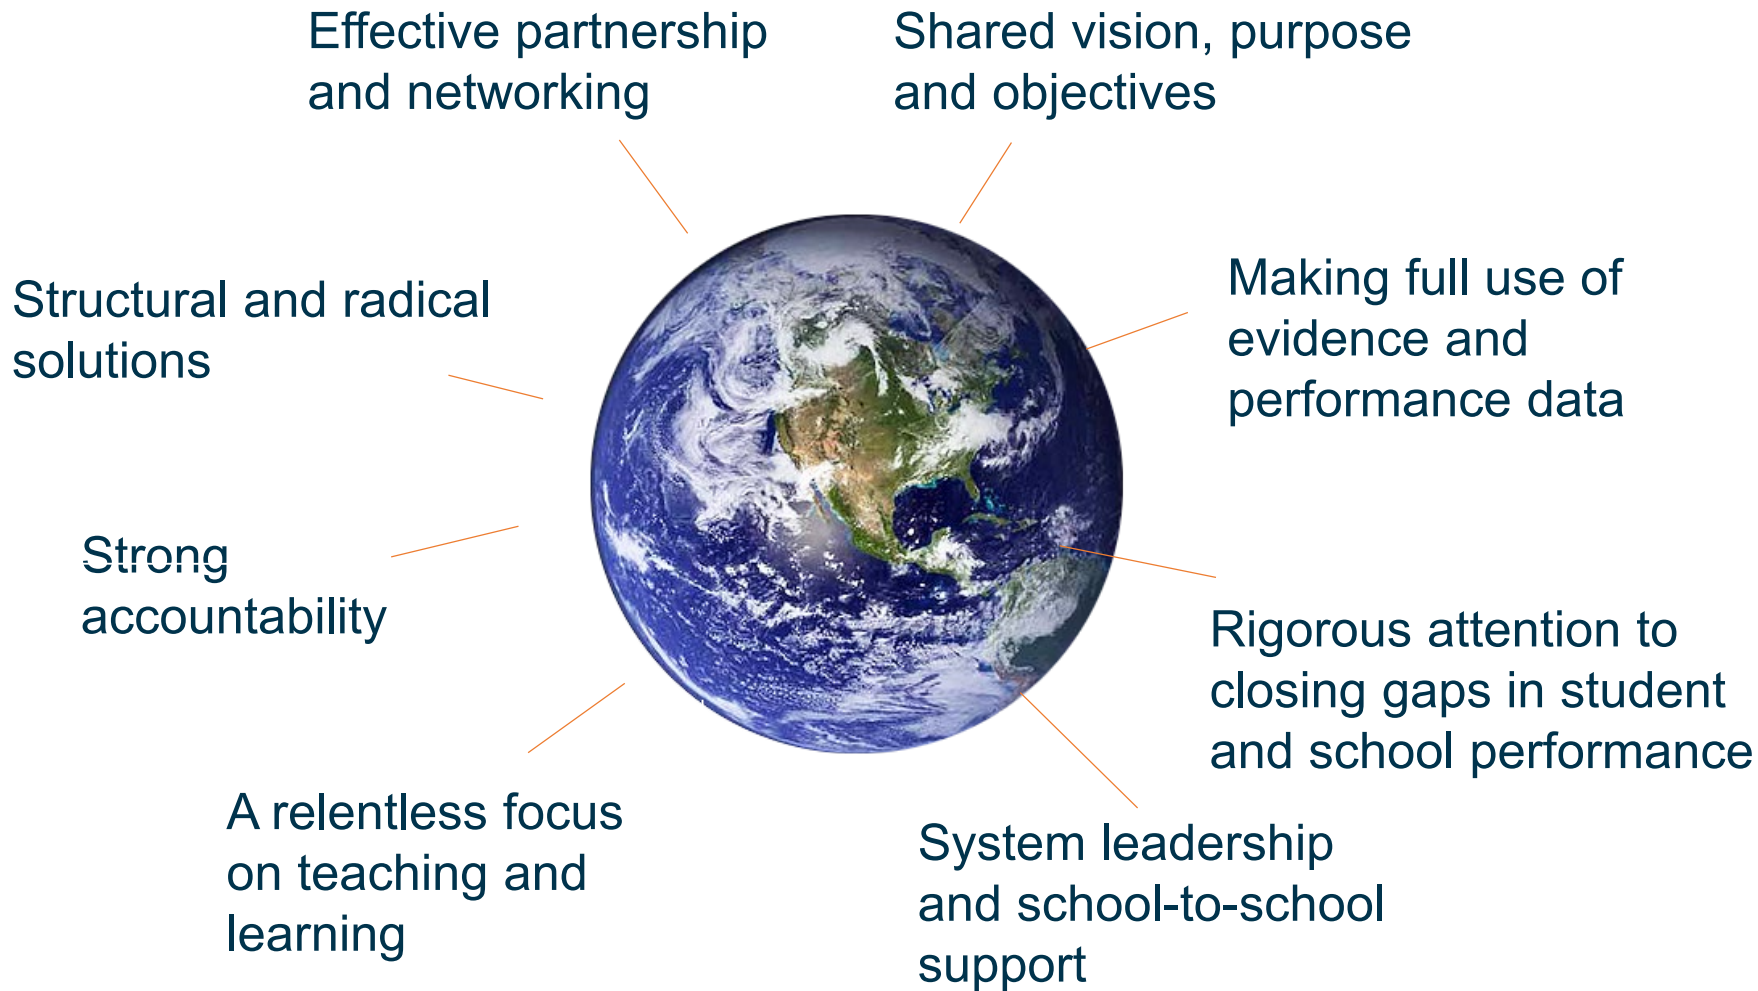 Effective partnership
and networking
Shared vision, purpose
and objectives
Structural and radical
solutions
Making full use of
evidence and
performance data
Strong
accountability
Rigorous attention to
closing gaps in student
and school performance
A relentless focus
on teaching and
learning
System leadership
and school-to-school
support